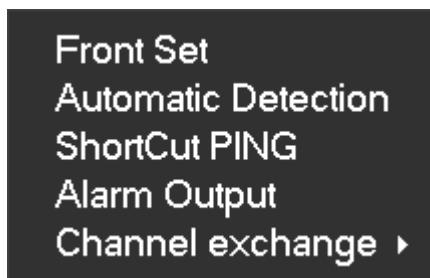 Front Set
Automatic Detection
ShortCut PING
Alarm Output
Channel exchange